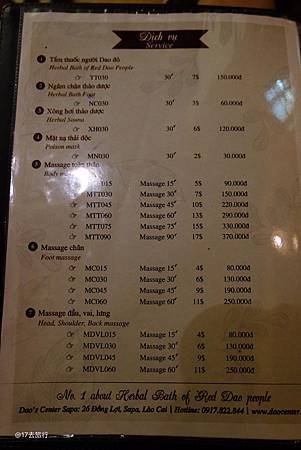 Dịch vụ
Service
1 Tắm thuốc người Dao đỏ
Herbal Bath of Red Dao People
YT030 30' 7$ 150.000đ
2 Ngâm chân thảo dược
Herbal Bath Foot
NC030 30' 3$ 60.000đ
3 Xông hơi thảo dược
Herbal Sauna
XH030 30' 6$ 120.000đ
4 Mặt nạ thải độc
Poison mask
MN030 30' 2$ 30.000đ
5 Massage toàn thân
Body massage
MTT015 Massage 15' 5$ 90.000đ
MTT030 Massage 30' 7$ 150.000đ
MTT045 Massage 45' 10$ 220.000đ
MTT060 Massage 60' 13$ 290.000đ
MTT075 Massage 75' 15$ 330.000đ
MTT090 Massage 90' 17$ 370.000đ
6 Massage chân
Foot massage
MC015 Massage 15' 4$ 80.000đ
MC030 Massage 30' 6$ 130.000đ
MC045 Massage 45' 9$ 190.000đ
MC060 Massage 60' 11$ 250.000đ
7 Massage đầu, vai, lưng
Head, Shoulder, Back massage
MDVL015 Massage 15' 4$ 80.000đ
MDVL030 Massage 30' 6$ 130.000đ
MDVL045 Massage 45' 9$ 190.000đ
MDVL060 Massage 60' 11$ 250.000đ
No. 1 about Herbal Bath of Red Dao people
Dao's Center Sapa: 26 Đồng Lợi, Sapa, Lào Cai | Hotline: 0917.822.844 | www.daocenter.
@17去旅行